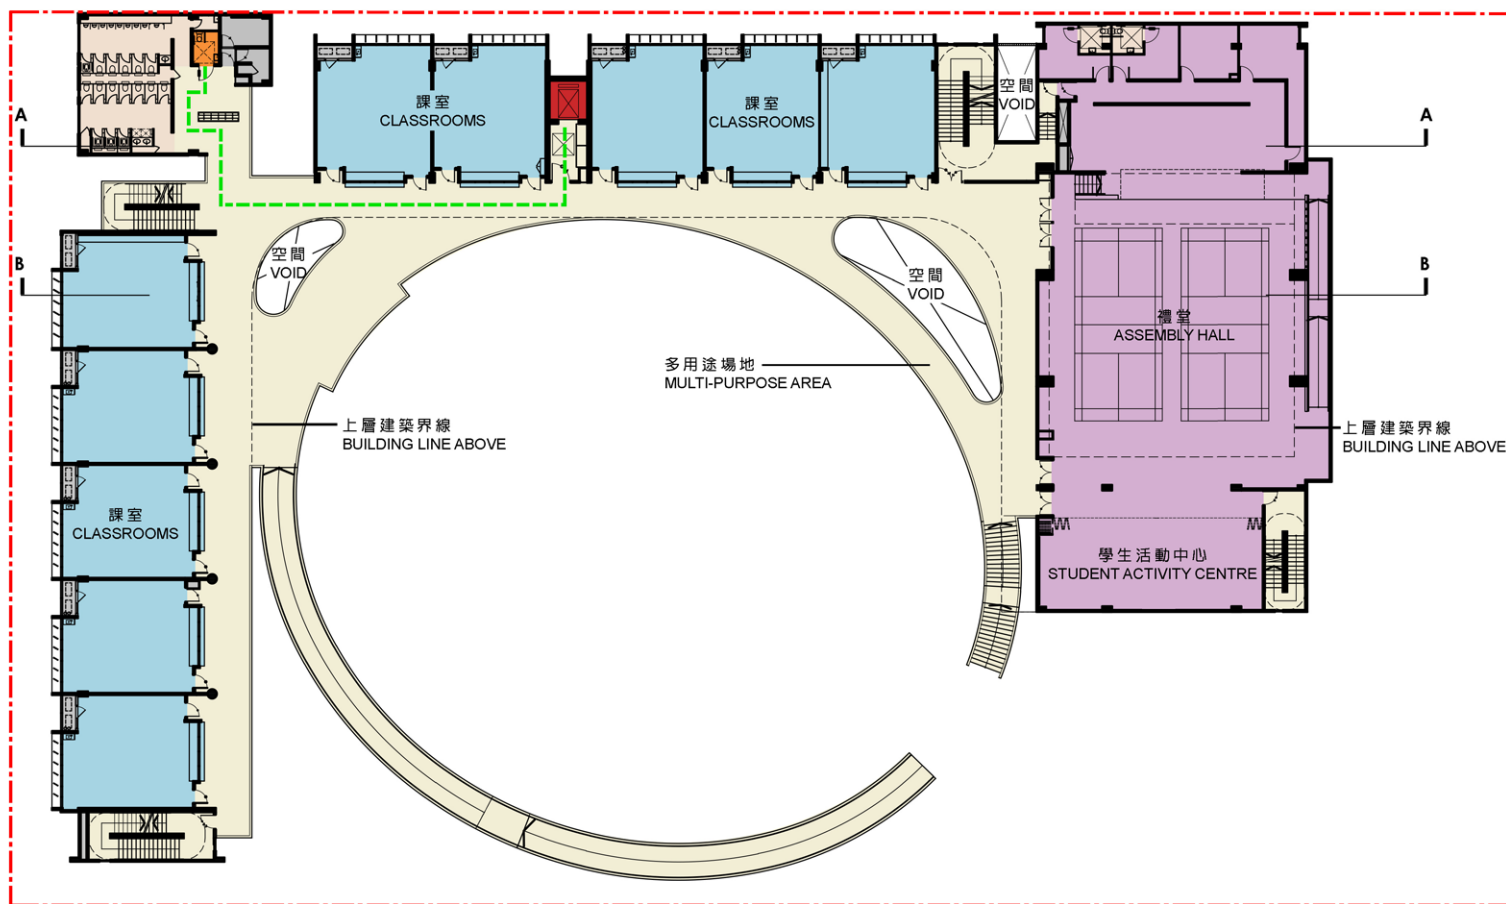 A
A
B
B
課室
CLASSROOMS
課室
CLASSROOMS
空間
VOID
空間
VOID
空間
VOID
禮堂
ASSEMBLY HALL
多用途場地
MULTI-PURPOSE AREA
上層建築界線
BUILDING LINE ABOVE
上層建築界線
BUILDING LINE ABOVE
課室
CLASSROOMS
學生活動中心
STUDENT ACTIVITY CENTRE